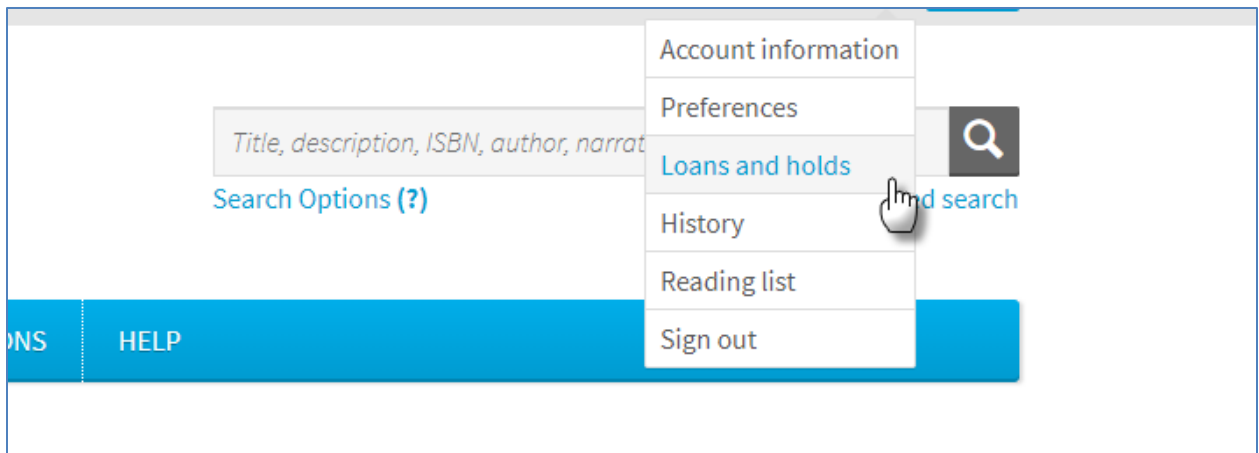 Account information
Preferences
Title, description, ISBN, author, narrat
Loans and holds
Search Options (?)
d search
History
Reading list
Sign out
NS
HELP